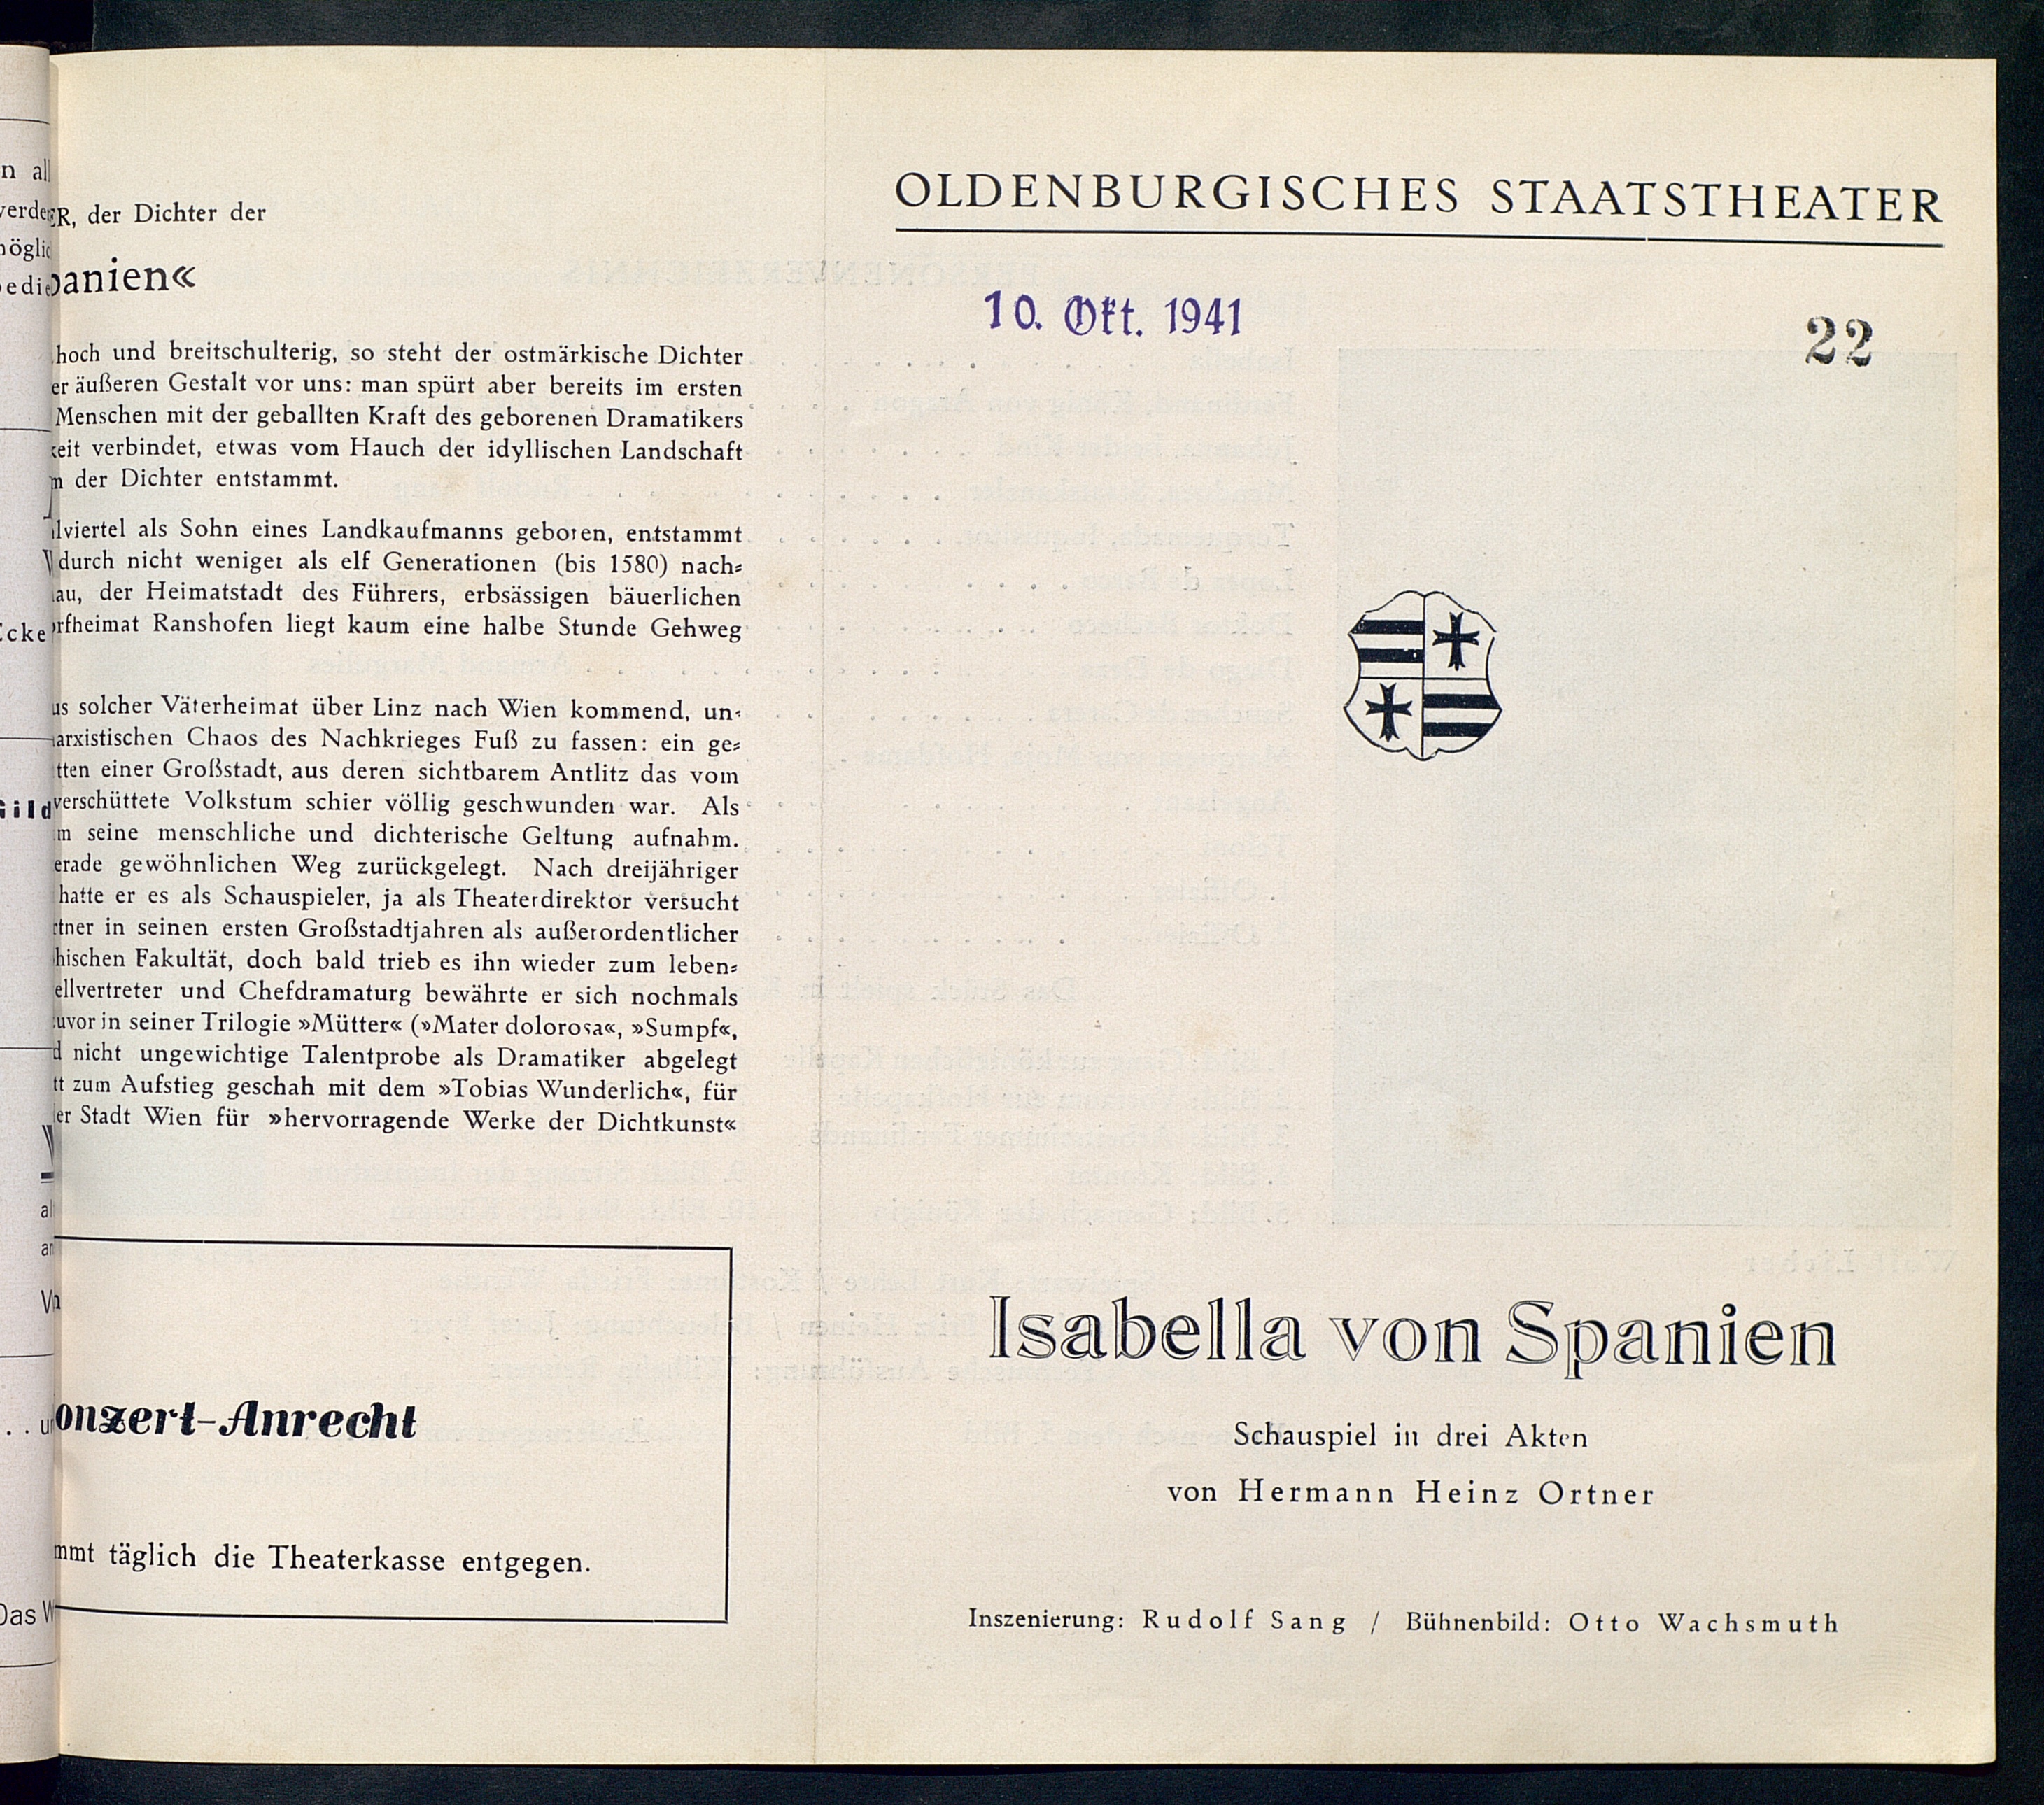 n all
werde
nöglic
bedie
Ecke
Gild
al
an
. . u
Das W
R, der Dichter der
panien«
hoch und breitschulterig, so steht der ostmärkische Dichter
er äußeren Gestalt vor uns: man spürt aber bereits im ersten
Menschen mit der geballten Kraft des geborenen Dramatikers
keit verbindet, etwas vom Hauch der idyllischen Landschaft
m der Dichter entstammt.
lviertel als Sohn eines Landkaufmanns geboren, entstammt
durch nicht weniger als elf Generationen (bis 1580) nach-
au, der Heimatstadt des Führers, erbsässigen bäuerlichen
orfheimat Ranshofen liegt kaum eine halbe Stunde Gehweg
us solcher Väterheimat über Linz nach Wien kommend, un-
arxistischen Chaos des Nachkrieges Fuß zu fassen: ein ge-
tten einer Großstadt, aus deren sichtbarem Antlitz das vom
verschüttete Volkstum schier völlig geschwunden war. Als
m seine menschliche und dichterische Geltung aufnahm.
erade gewöhnlichen Weg zurückgelegt. Nach dreijähriger
hatte er es als Schauspieler, ja als Theaterdirektor versucht
rtner in seinen ersten Großstadtjahren als außerordentlicher
hischen Fakultät, doch bald trieb es ihn wieder zum leben-
ellvertreter und Chefdramaturg bewährte er sich nochmals
uvor in seiner Trilogie »Mütter« (»Mater dolorosa«, »Sumpf«,
d nicht ungewichtige Talentprobe als Dramatiker abgelegt
tt zum Aufstieg geschah mit dem »Tobias Wunderlich«, für
er Stadt Wien für »hervorragende Werke der Dichtkunst«
onzert-Anrecht
mmt täglich die Theaterkasse entgegen.
OLDENBURGISCHES STAATSTHEATER
10. Okt. 1941
22
Isabella von Spanien
Schauspiel in drei Akten
von Hermann Heinz Ortner
Inszenierung: Rudolf Sang / Bühnenbild: Otto Wachsmuth